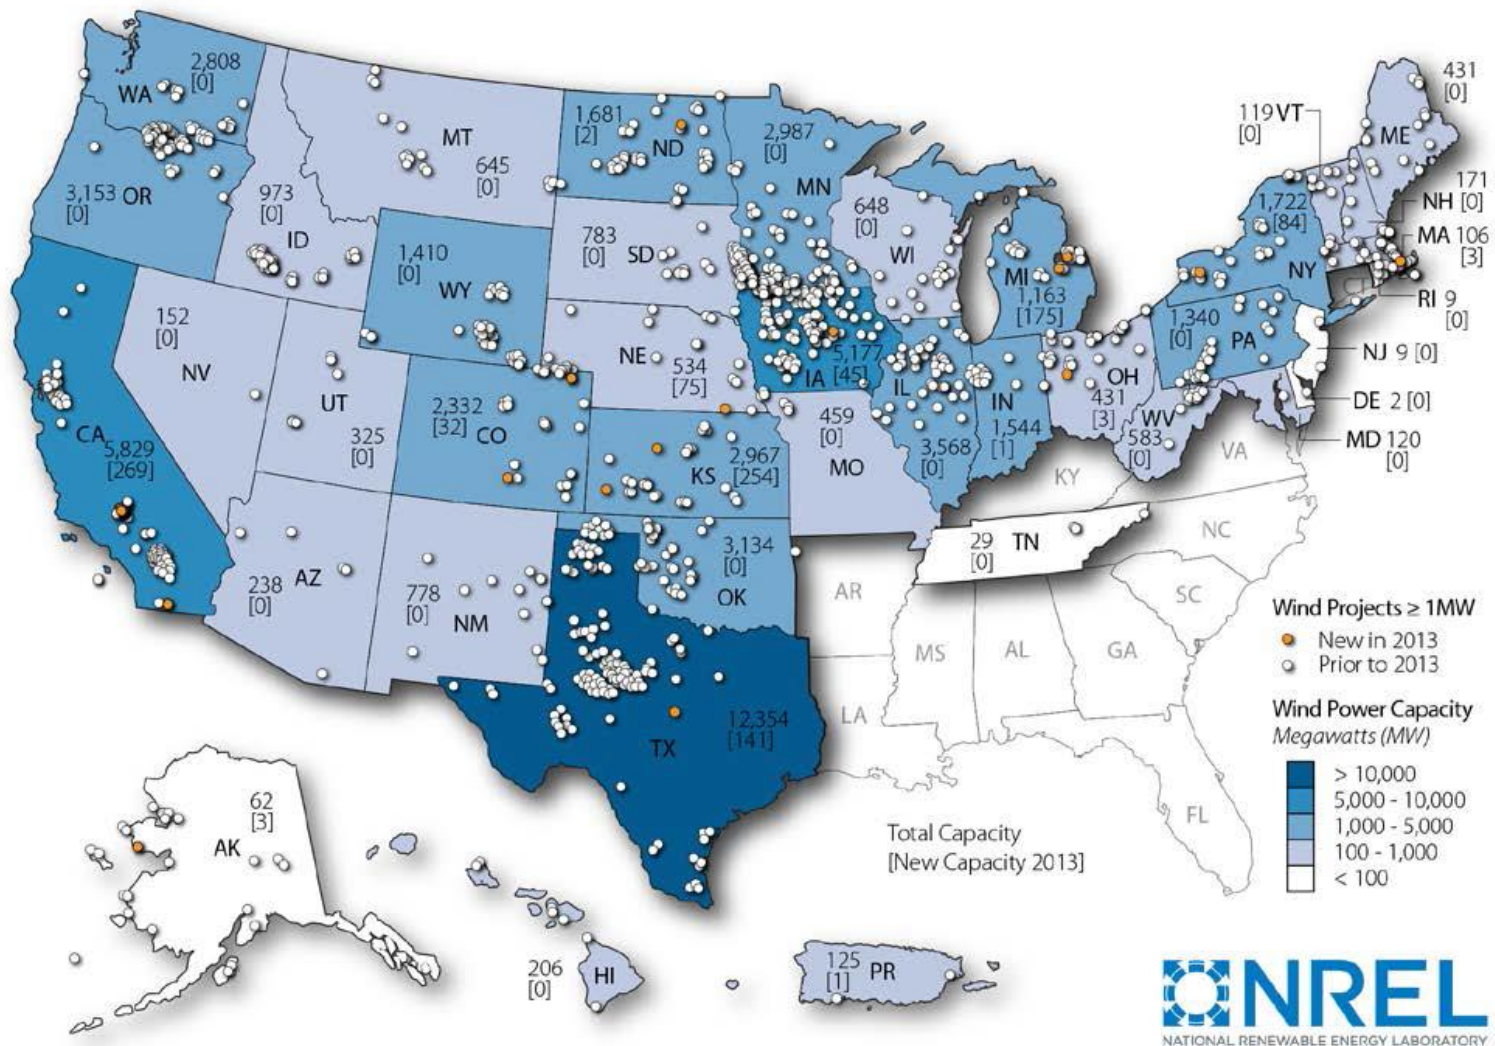 2,808
[0]
WA
3,153
[0]
OR
973
[0]
ID
MT
645
[0]
1,681
[2]
ND
2,987
[0]
MN
1,410
[0]
WY
783
[0]
SD
648
[0]
WI
MI
1,163
[175]
119 VT
[0]
431
[0]
ME
171
NH [0]
MA 106
[3]
1,722
[84]
NY
CT
RI 9
[0]
NJ 9 [0]
DE 2 [0]
MD 120
[0]
1,340
[0]
PA
152
[0]
NV
UT
325
[0]
CA
5,829
[269]
2,332
[32]
CO
NE
534
[75]
5,177
IA [45]
IL
3,568
[0]
IN
1,544
[1]
OH
431
[3]
WV
583
[0]
VA
KY
459
[0]
MO
KS
2,967
[254]
238
[0]
AZ
778
[0]
NM
3,134
[0]
OK
AR
29
[0]
TN
NC
SC
MS
AL
GA
LA
FL
TX
12,354
[141]
62
[3]
AK
206
[0]
HI
125
[1]
PR
Total Capacity
[New Capacity 2013]
Wind Projects ≥ 1MW
New in 2013
Prior to 2013
Wind Power Capacity
Megawatts (MW)
> 10,000
5,000 - 10,000
1,000 - 5,000
100 - 1,000
< 100
NREL
NATIONAL RENEWABLE ENERGY LABORATORY